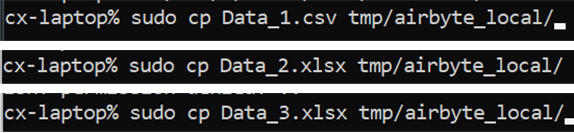 cx-laptop% sudo cp Data_1.csv tmp/airbyte_local/
cx-laptop% sudo cp Data_2.xlsx tmp/airbyte_local/
cx-laptop% sudo cp Data_3.xlsx tmp/airbyte_local/